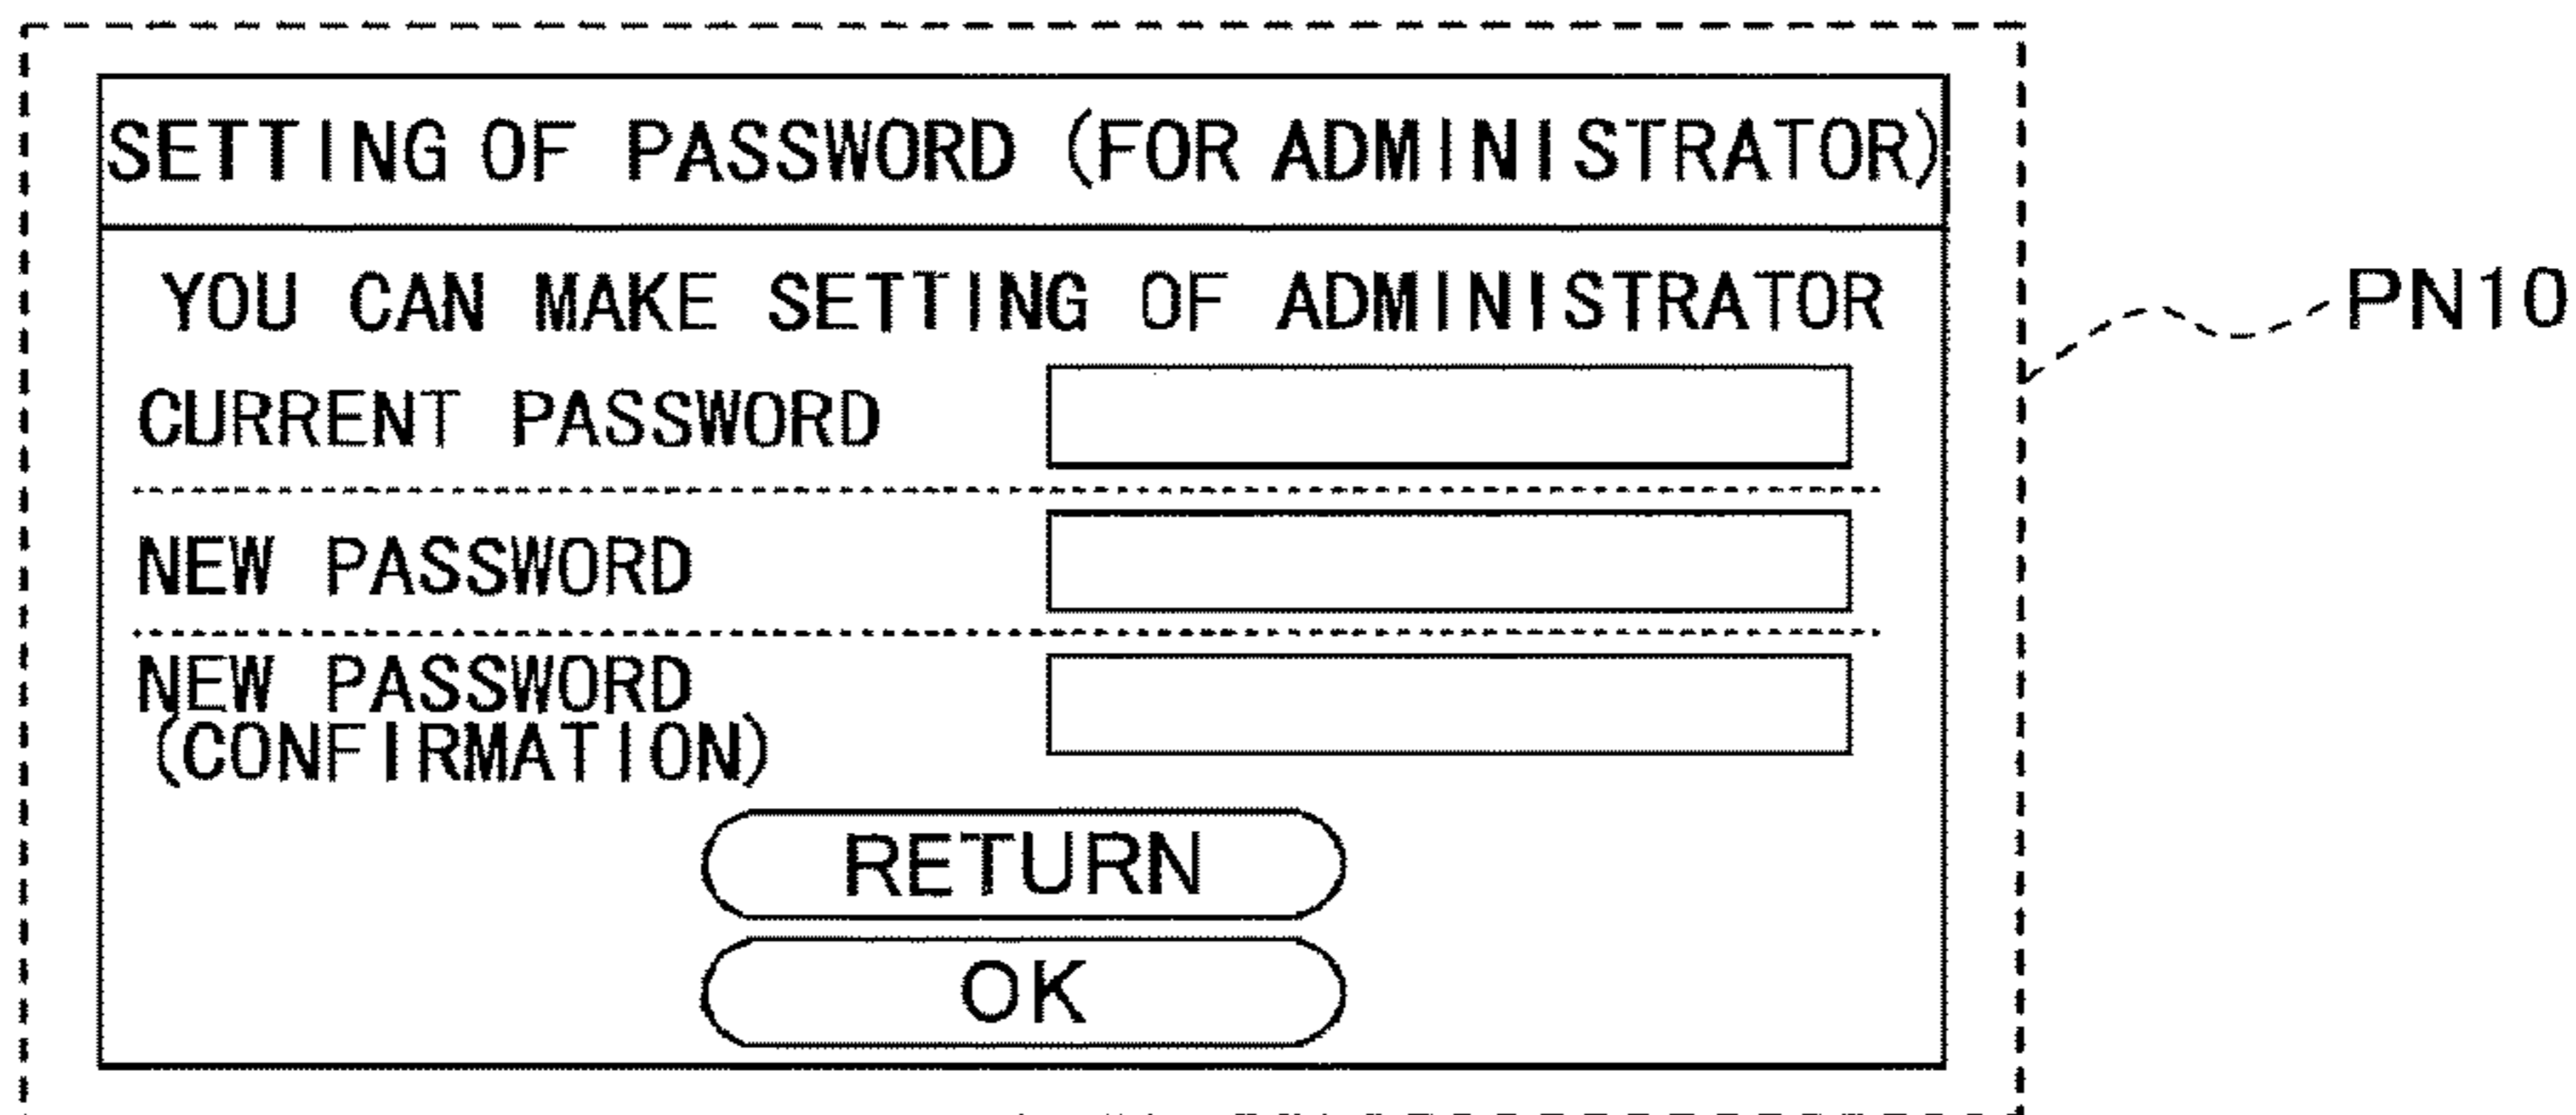 SETTING OF PASSWORD (FOR ADMINISTRATOR)
YOU CAN MAKE SETTING OF ADMINISTRATOR
PN10
CURRENT PASSWORD
NEW PASSWORD
NEW PASSWORD
(CONFIRMATION)
RETURN
OK